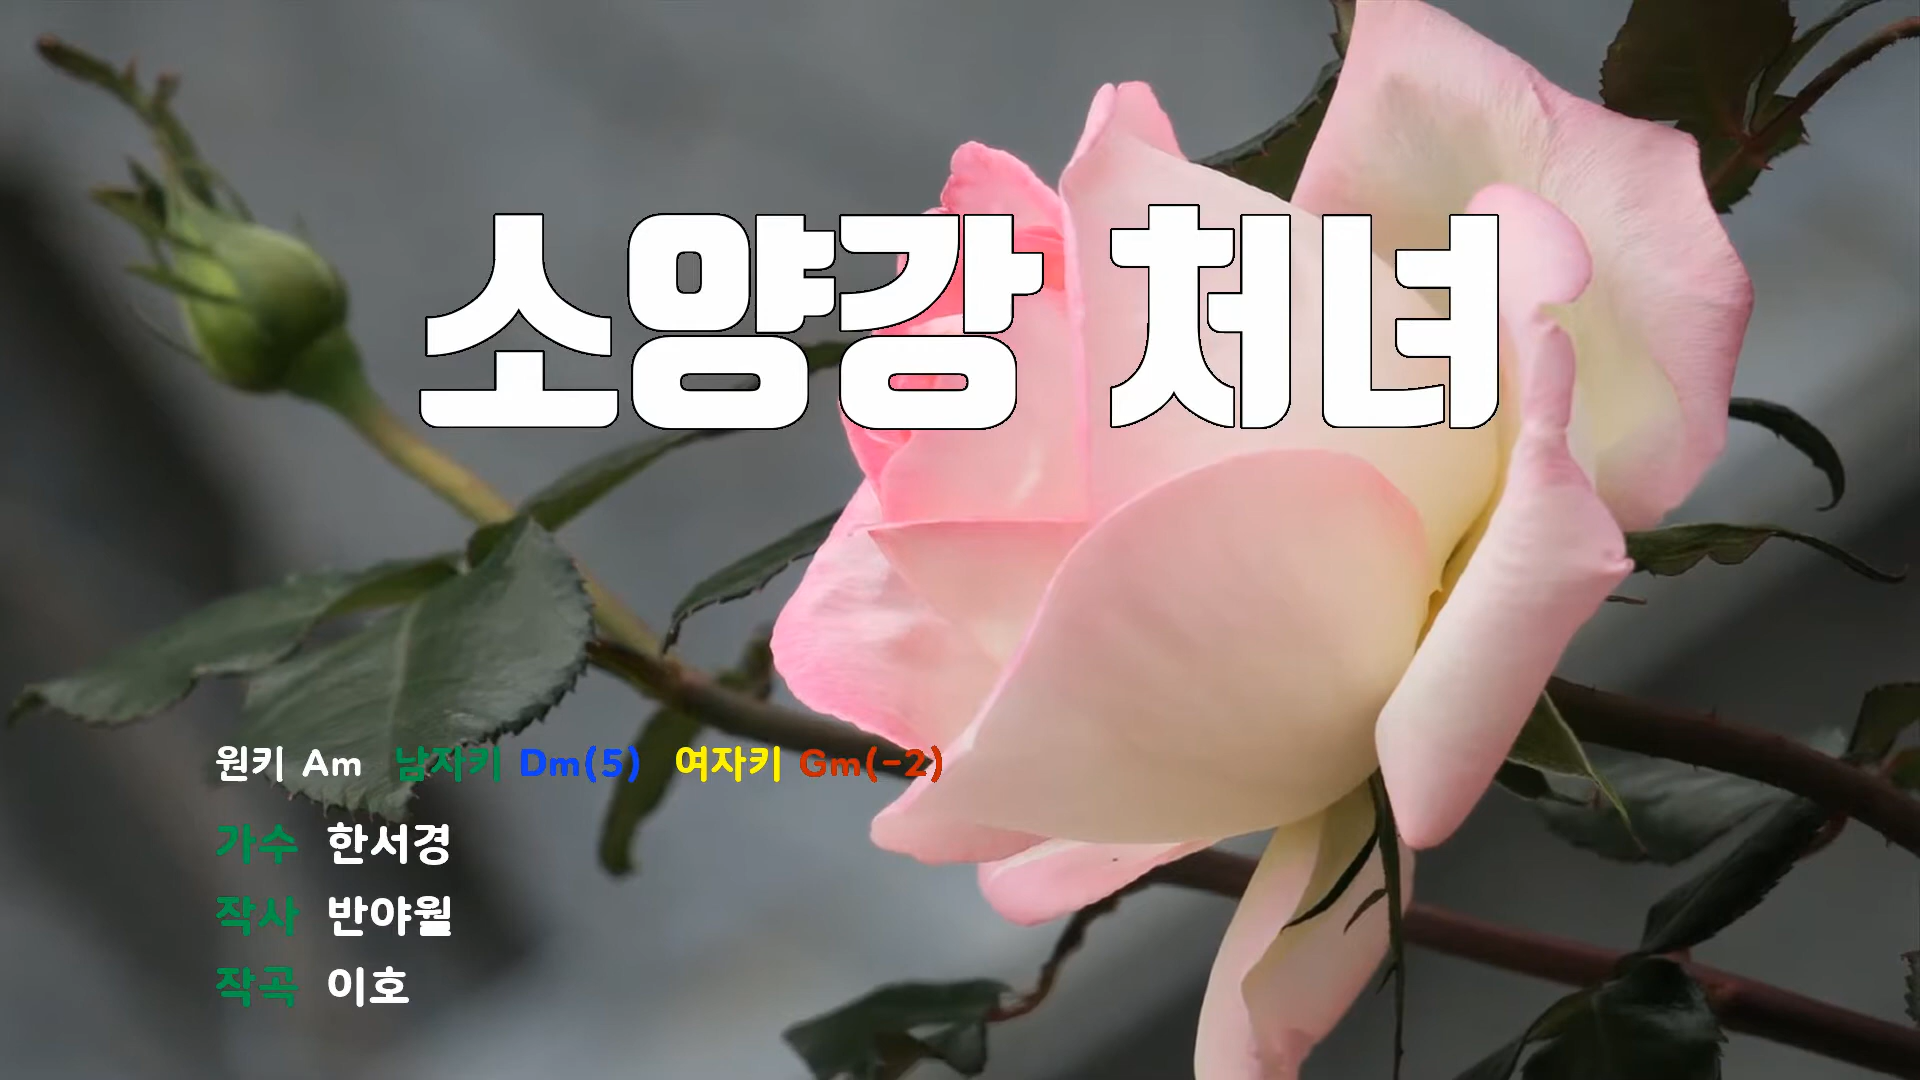 소양강 처녀
원키 Am 남자키 Dm(5) 여자키 Gm(-2)
가수 한서경
작사 반야월
작곡 이호